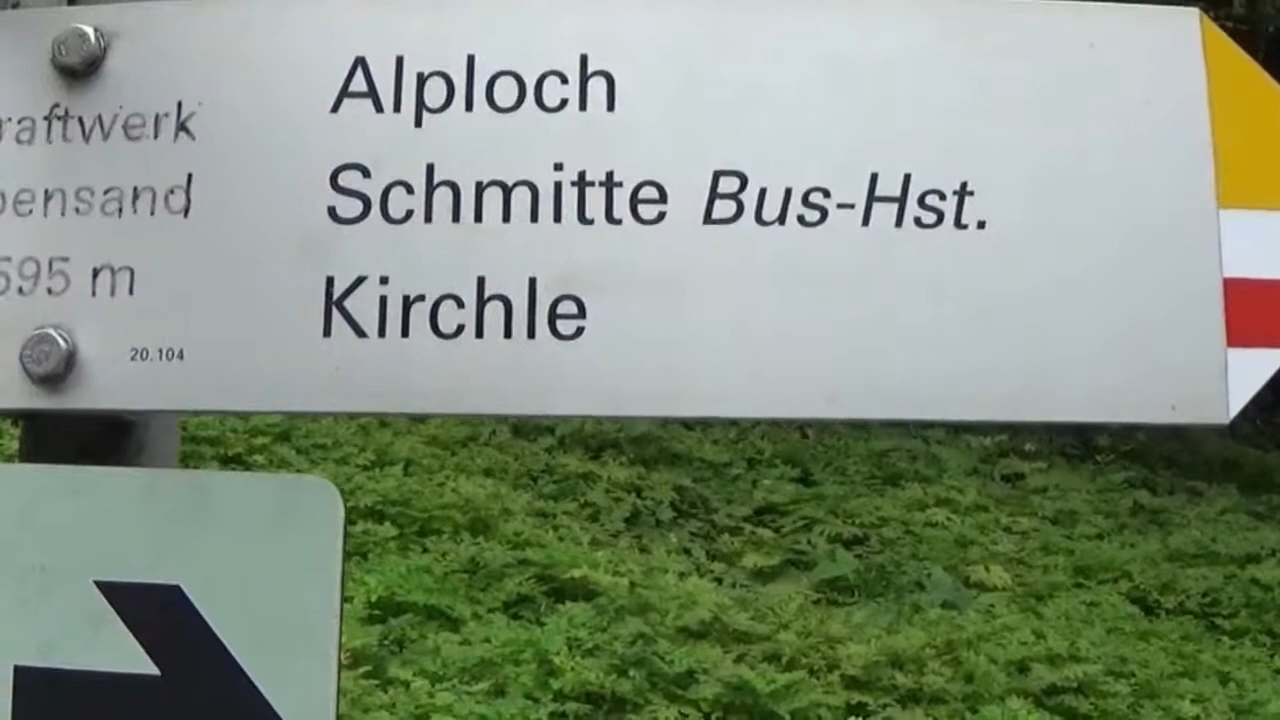 raftwerk
ensand
595 m
20.104
Alploch
Schmitte Bus-Hst.
Kirchle